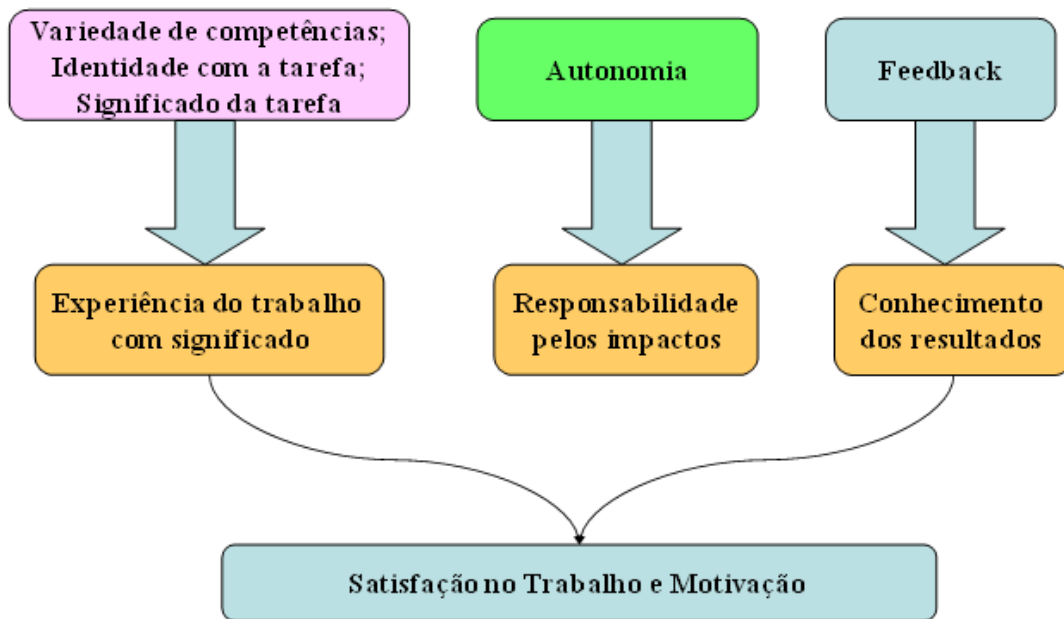 Variedade de competências;
Identidade com a tarefa;
Significado da tarefa
Autonomia
Feedback
Experiência do trabalho
com significado
Responsabilidade
pelos impactos
Conhecimento
dos resultados
Satisfação no Trabalho e Motivação